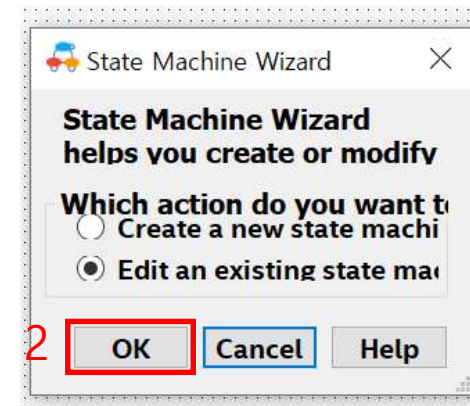 State Machine Wizard
State Machine Wizard
helps you create or modify
Which action do you want t
Create a new state machi
Edit an existing state ma
2 OK Cancel Help